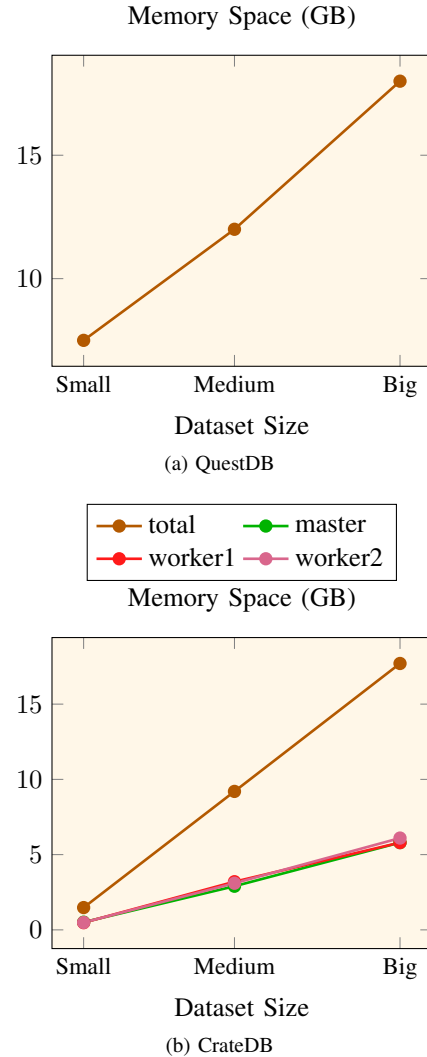 Memory Space (GB)
15
10
Small Medium Big
Dataset Size
(a) QuestDB
total master
worker1 worker2
Memory Space (GB)
15
10
5
0
Small Medium Big
Dataset Size
(b) CrateDB